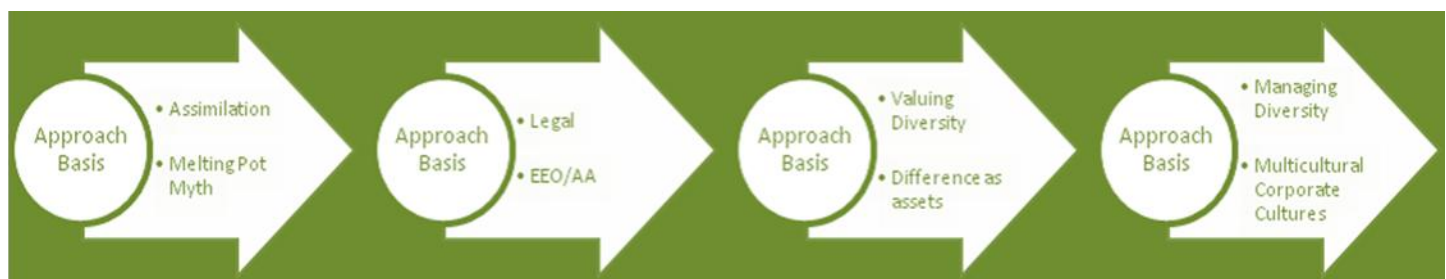 Approach
Basis
• Assimilation
• Melting Pot
Myth
Approach
Basis
• Legal
• EEO/AA
Approach
Basis
• Valuing
Diversity
• Difference as
assets
Approach
Basis
• Managing
Diversity
• Multicultural
Corporate
Cultures